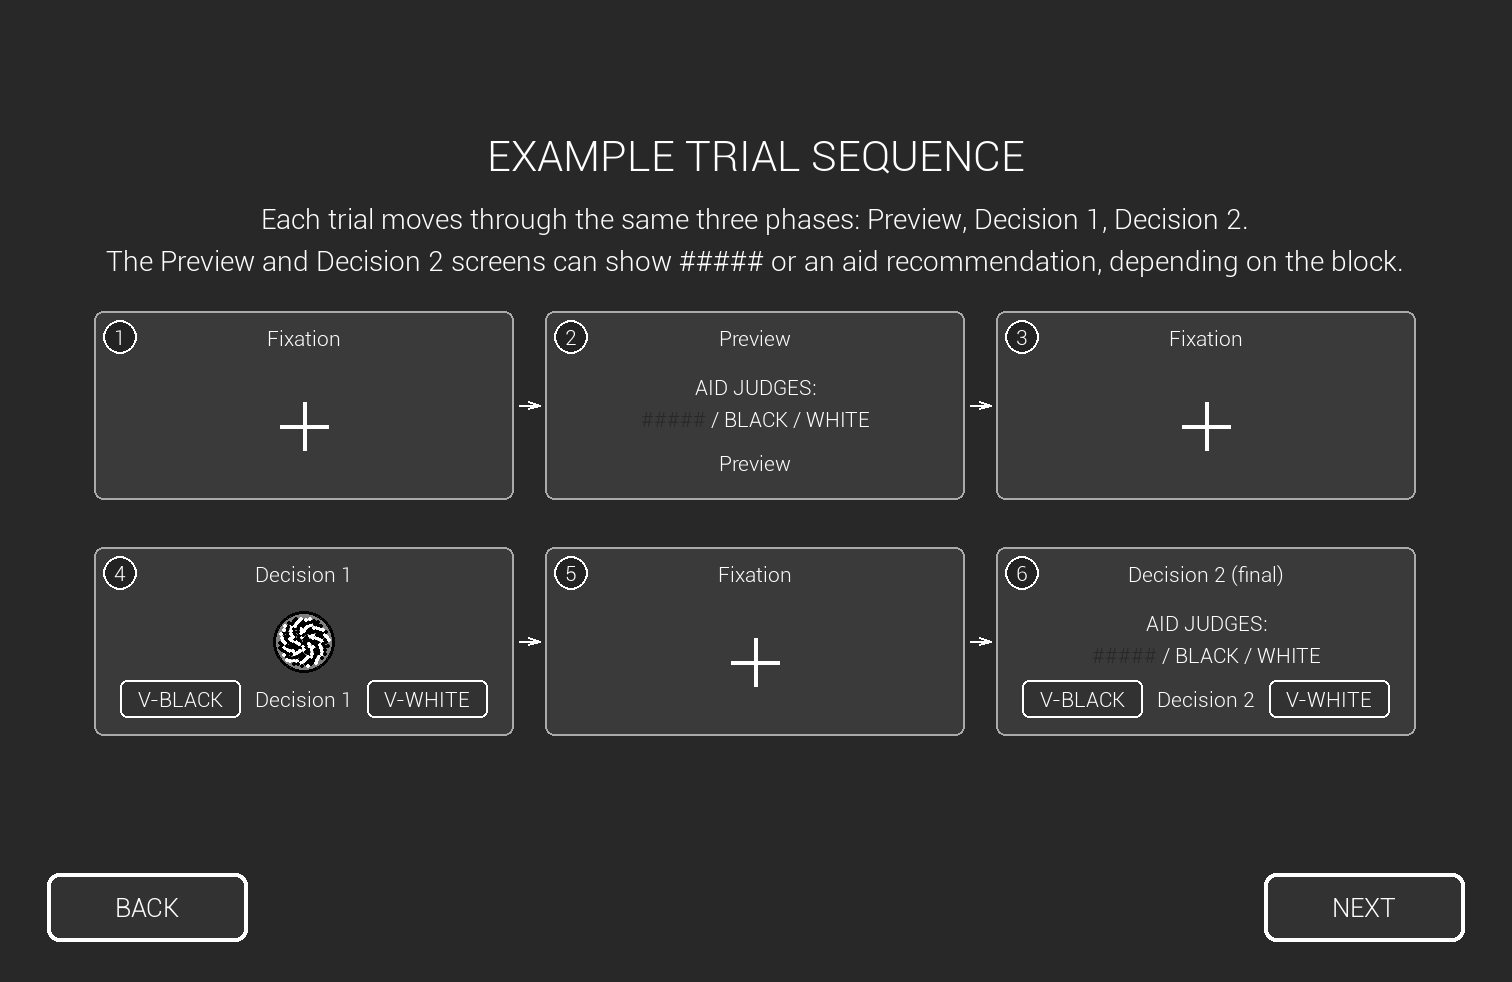 EXAMPLE TRIAL SEQUENCE
Each trial moves through the same three phases: Preview, Decision 1, Decision 2.
The Preview and Decision 2 screens can show ##### or an aid recommendation, depending on the block.
1
Fixation
2
Preview
AID JUDGES:
##### / BLACK / WHITE
Preview
3
Fixation
4
Decision 1
V-BLACK
Decision 1
V-WHITE
5
Fixation
6
Decision 2 (final)
AID JUDGES:
##### / BLACK / WHITE
V-BLACK
Decision 2
V-WHITE
BACK
NEXT